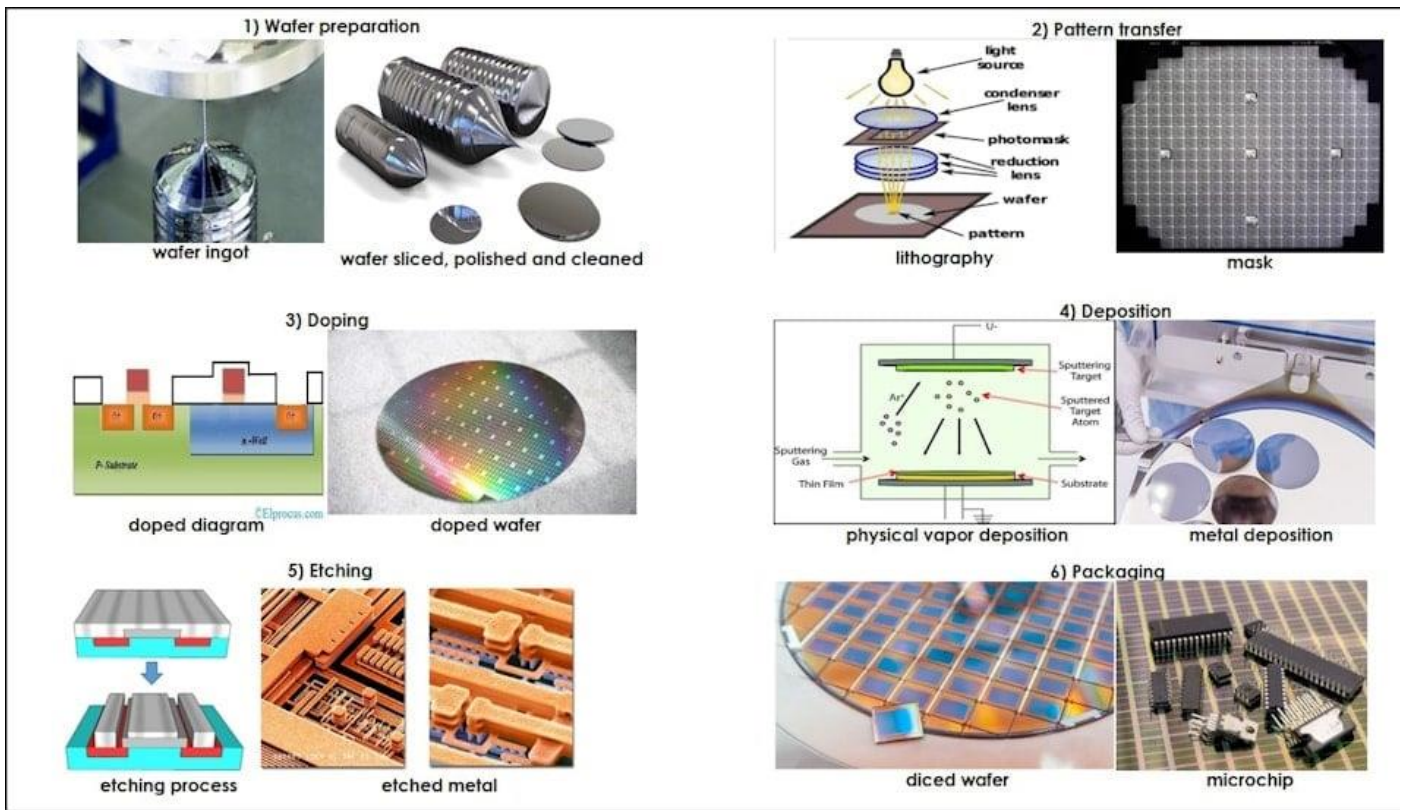 1) Wafer preparation
wafer ingot
wafer sliced, polished and cleaned
2) Pattern transfer
light
source
condenser
lens
photomask
reduction
lens
wafer
pattern
lithography
mask
3) Doping
n-Well
P- Substrate
©Elprocus.com
doped diagram
doped wafer
4) Deposition
U-
Sputtering
Target
Ar+
Sputtered
Target
Atom
Sputtering
Gas
Thin Film
Substrate
physical vapor deposition
metal deposition
5) Etching
etching process
etched metal
6) Packaging
diced wafer
microchip